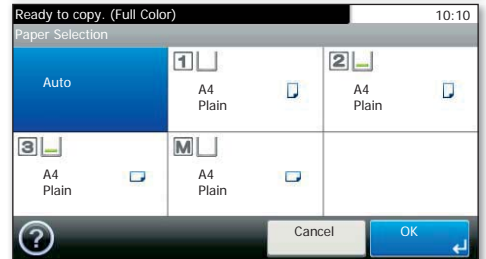 Ready to copy. (Full Color) 10:10
Paper Selection
Auto
1
A4
Plain
2
A4
Plain
3
A4
Plain
M
A4
Plain
?
Cancel
OK